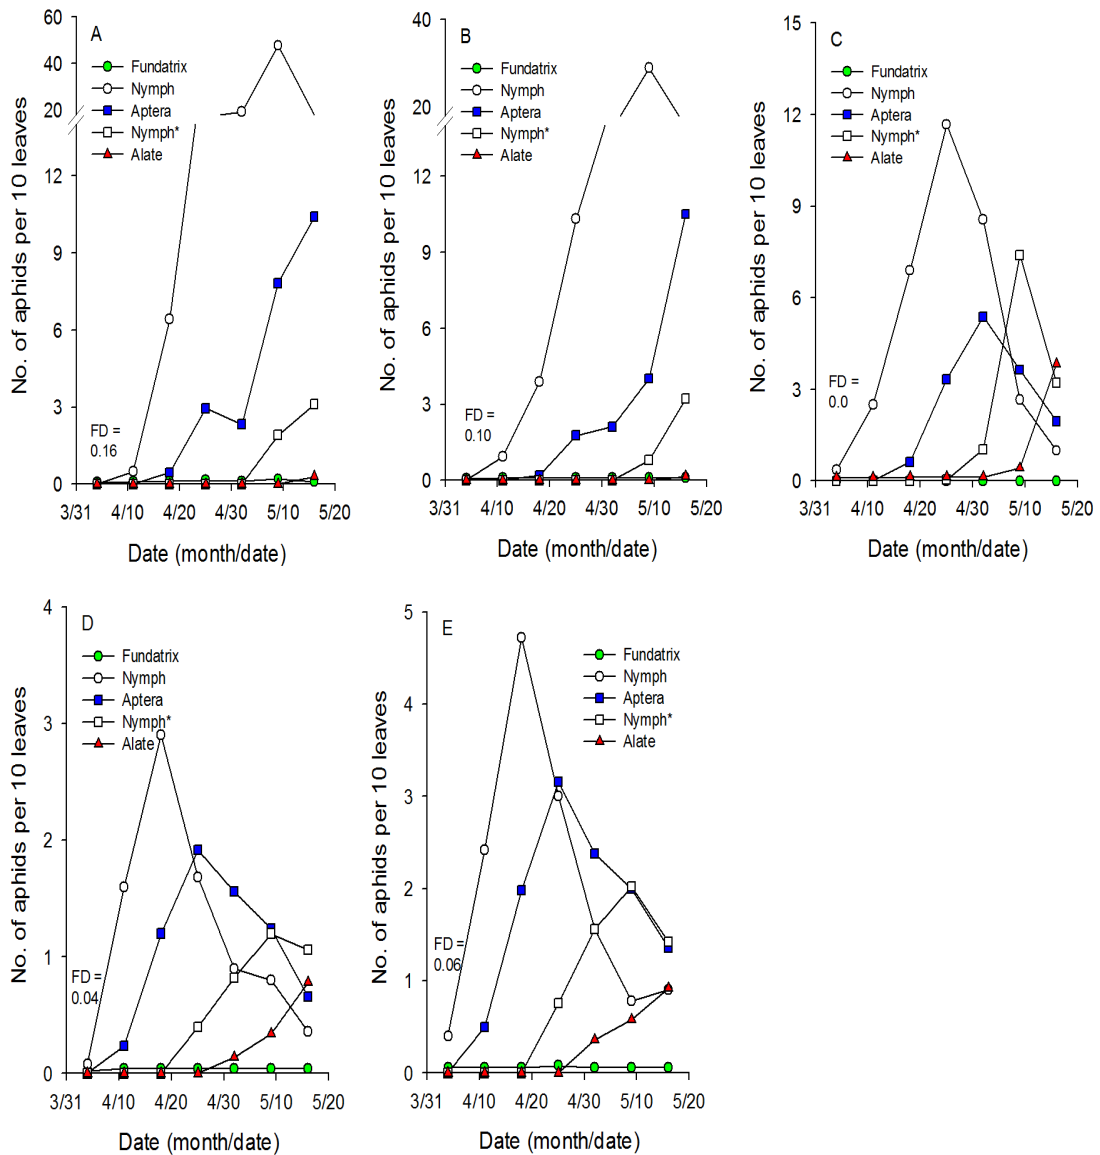 A
No. of aphids per 10 leaves
60
40
20
12
9
6
3
0
Fundatrix
Nymph
Aptera
Nymph*
Alate
FD =
0.16
3/31 4/10 4/20 4/30 5/10 5/20
Date (month/date)
B
No. of aphids per 10 leaves
40
20
12
9
6
3
0
Fundatrix
Nymph
Aptera
Nymph*
Alate
FD =
0.10
3/31 4/10 4/20 4/30 5/10 5/20
Date (month/date)
C
No. of aphids per 10 leaves
15
12
9
6
3
0
Fundatrix
Nymph
Aptera
Nymph*
Alate
FD =
0.0
3/31 4/10 4/20 4/30 5/10 5/20
Date (month/date)
D
No. of aphids per 10 leaves
4
3
2
1
0
Fundatrix
Nymph
Aptera
Nymph*
Alate
FD =
0.04
3/31 4/10 4/20 4/30 5/10 5/20
Date (month/date)
E
No. of aphids per 10 leaves
5
4
3
2
1
0
Fundatrix
Nymph
Aptera
Nymph*
Alate
FD =
0.06
3/31 4/10 4/20 4/30 5/10 5/20
Date (month/date)